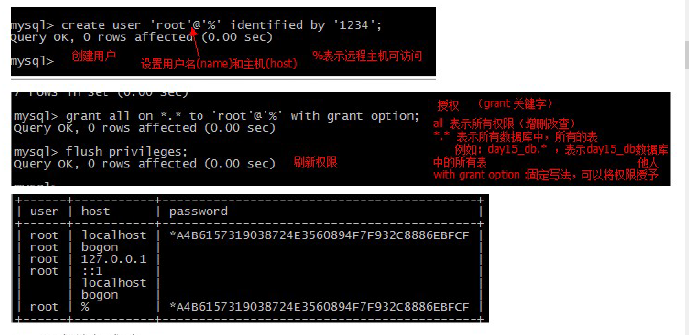 mysql> create user 'root'@'%' identified by '1234';
Query OK, 0 rows affected (0.00 sec)
mysql>
创建用户
设置用户名(name)和主机(host)
%表示远程主机可访问
7 rows in set (0.00 sec)
mysql> grant all on *.* to 'root'@'%' with grant option;
Query OK, 0 rows affected (0.00 sec)
mysql> flush privileges;
Query OK, 0 rows affected (0.00 sec)
刷新权限
授权 (grant 关键字)
al 表示所有权限(增删改查)
*.* 表示所有数据库中,所有的表
例如:day15_db.* ,表示day15_db数据库
中的所有表 他人
with grant option :固定写法,可以将权限授予
| user | host | password |
| root | localhost | *A4B6157319038724E3560894F7F932C8886EBFCF |
| root | bogon | |
| root | 127.0.0.1 | |
| root | ::1 | |
| | localhost | |
| | bogon | |
| root | % | *A4B6157319038724E3560894F7F932C8886EBFCF |